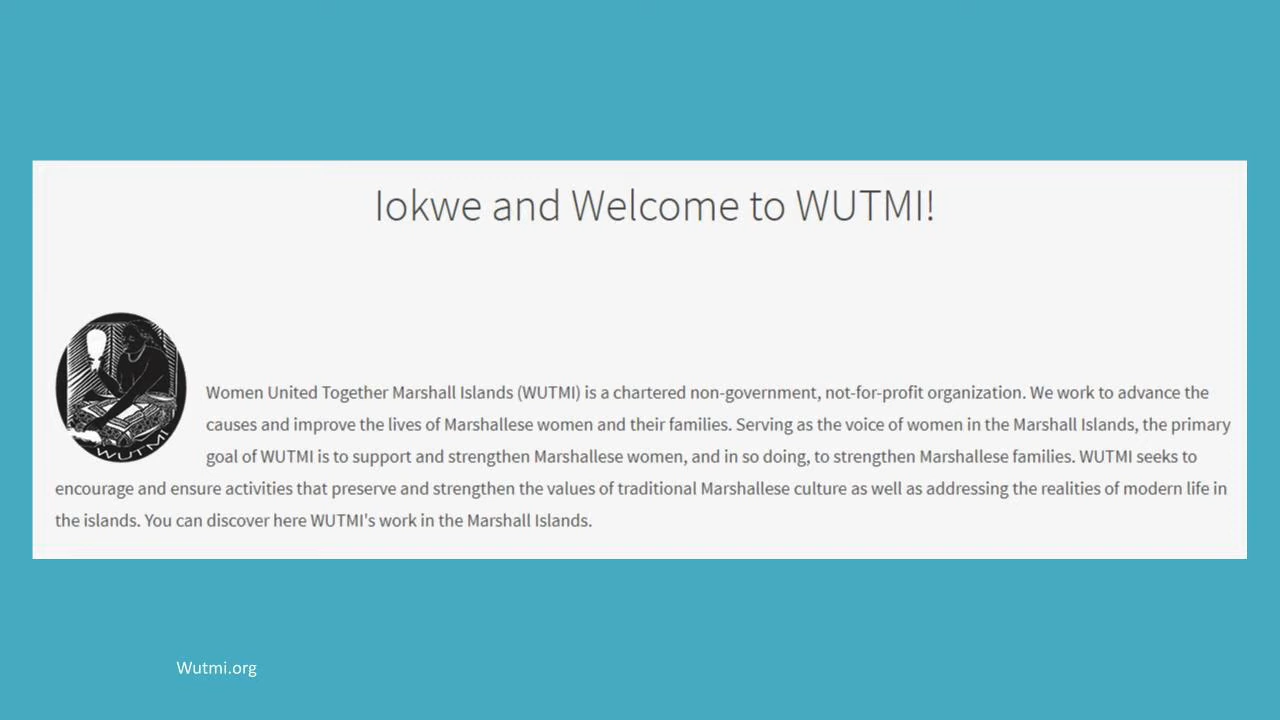 Iokwe and Welcome to WUTMI!
WUTMI
Women United Together Marshall Islands (WUTMI) is a chartered non-government, not-for-profit organization. We work to advance the
causes and improve the lives of Marshallese women and their families. Serving as the voice of women in the Marshall Islands, the primary
goal of WUTMI is to support and strengthen Marshallese women, and in so doing, to strengthen Marshallese families. WUTMI seeks to
encourage and ensure activities that preserve and strengthen the values of traditional Marshallese culture as well as addressing the realities of modern life in
the islands. You can discover here WUTMI's work in the Marshall Islands.
Wutmi.org